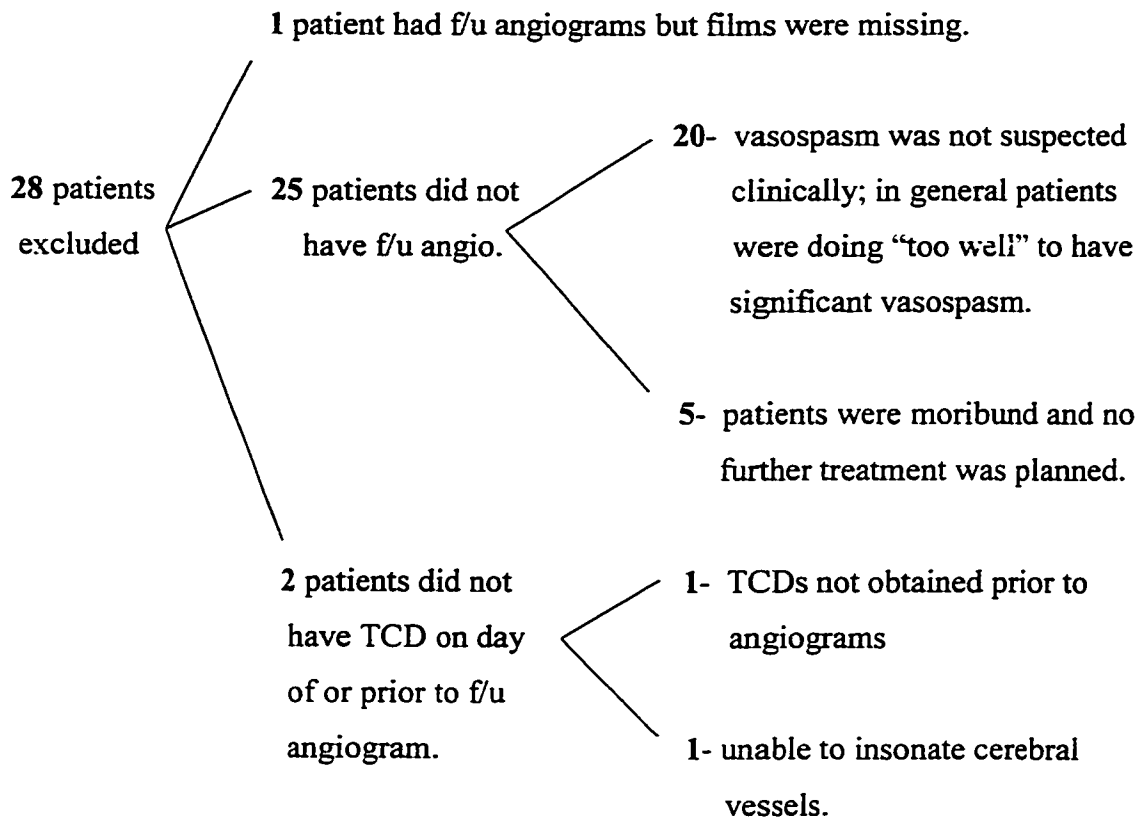 1 patient had f/u angiograms but films were missing.
28 patients
excluded
25 patients did not
have f/u angio.
20- vasospasm was not suspected
clinically; in general patients
were doing “too well” to have
significant vasospasm.
5- patients were moribund and no
further treatment was planned.
2 patients did not
have TCD on day
of or prior to f/u
angiogram.
1- TCDs not obtained prior to
angiograms
1- unable to insonate cerebral
vessels.